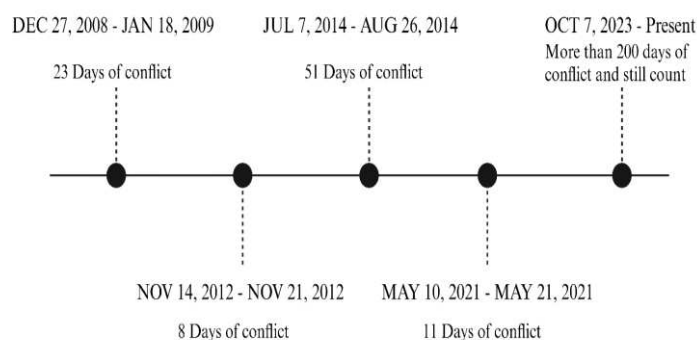 DEC 27, 2008 - JAN 18, 2009
23 Days of conflict
JUL 7, 2014 - AUG 26, 2014
51 Days of conflict
OCT 7, 2023 - Present
More than 200 days of
conflict and still count
NOV 14, 2012 - NOV 21, 2012
8 Days of conflict
MAY 10, 2021 - MAY 21, 2021
11 Days of conflict